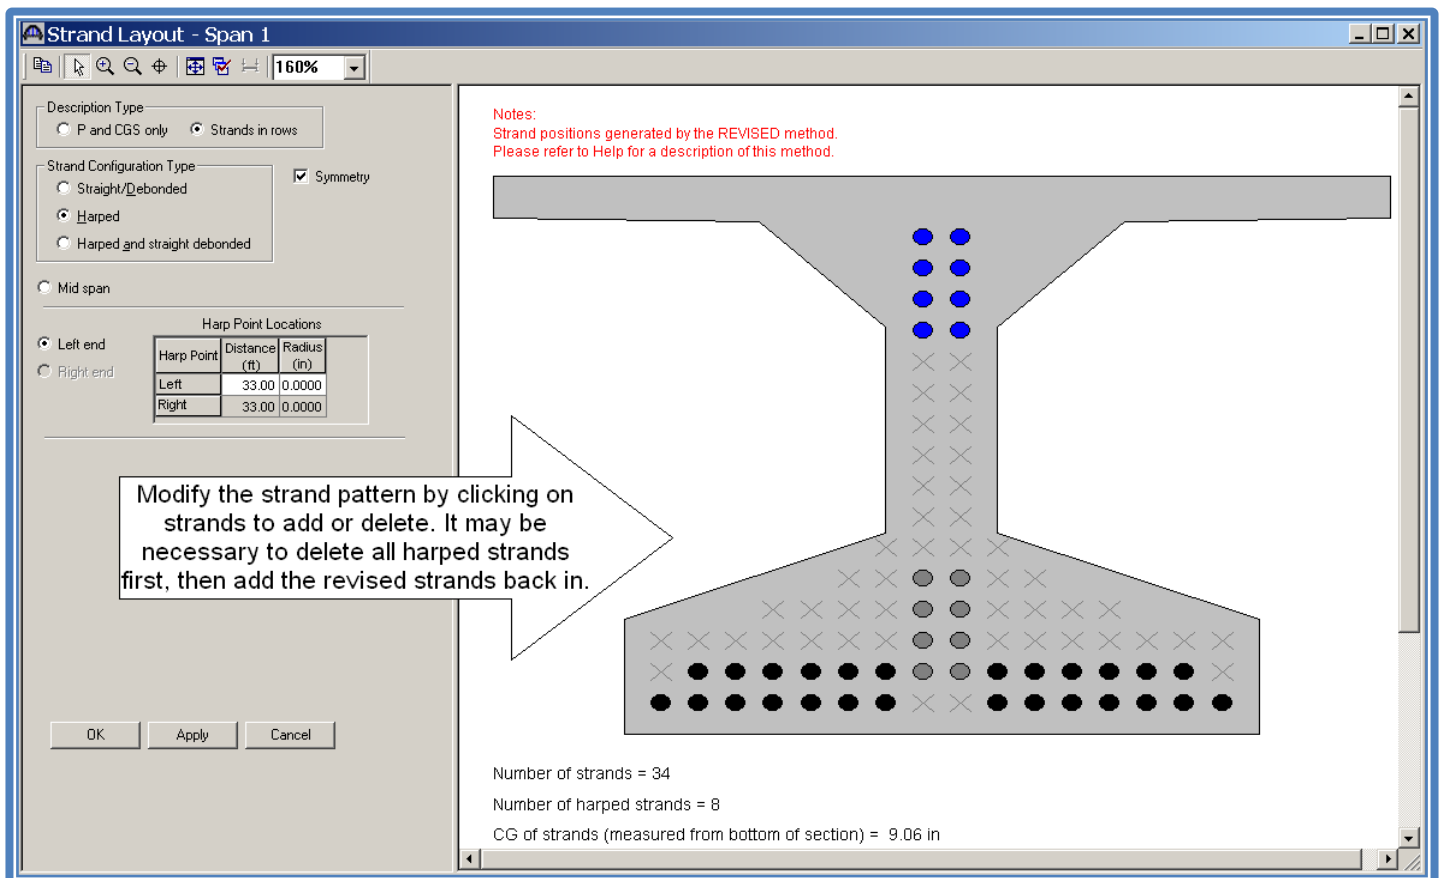 Strand Layout - Span 1
160%
Description Type
P and CGS only
Strands in rows
Strand Configuration Type
Straight/Debonded
Harped
Harped and straight debonded
Symmetry
Mid span
Left end
Right end
Harp Point Locations
Harp Point Distance (ft) Radius (in)
Left 33.00 0.0000
Right 33.00 0.0000
Modify the strand pattern by clicking on
strands to add or delete. It may be
necessary to delete all harped strands
first, then add the revised strands back in.
OK Apply Cancel
Notes:
Strand positions generated by the REVISED method.
Please refer to Help for a description of this method.
Number of strands = 34
Number of harped strands = 8
CG of strands (measured from bottom of section) = 9.06 in